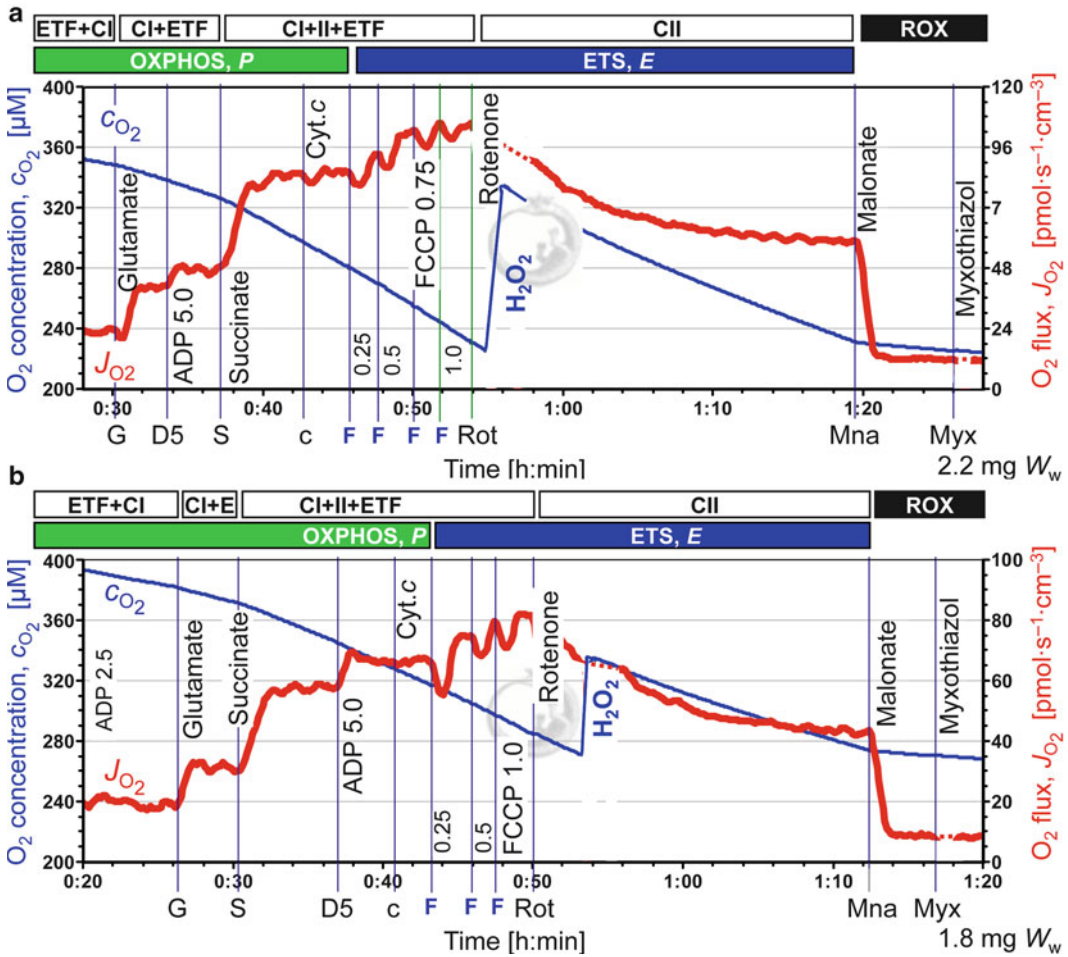 a
ETF+CI CI+ETF CI+II+ETF CII ROX
OXPHOS, P ETS, E
O₂ concentration, cO₂ [µM]
400
360
320
280
240
200
cO₂
JO₂
Glutamate
ADP 5.0
Succinate
Cyt.c
0.25
0.5
FCCP 0.75
1.0
Rotenone
H₂O₂
Malonate
Myxothiazol
120
96
7
48
24
0
O₂ flux, JO₂ [pmol·s⁻¹·cm⁻³]
0:30 0:40 0:50 1:00 1:10 1:20
G D5 S c F F F F Rot Mna Myx
Time [h:min]
2.2 mg Ww
b
ETF+CI CI+E CI+II+ETF CII ROX
OXPHOS, P ETS, E
O₂ concentration, cO₂ [µM]
400
360
320
280
240
200
cO₂
JO₂
ADP 2.5
Glutamate
Succinate
ADP 5.0
Cyt.c
0.25
0.5
FCCP 1.0
Rotenone
H₂O₂
Malonate
Myxothiazol
100
80
60
40
20
0
O₂ flux, JO₂ [pmol·s⁻¹·cm⁻³]
0:20 0:30 0:40 0:50 1:00 1:10 1:20
G S D5 c F F F Rot Mna Myx
Time [h:min]
1.8 mg Ww